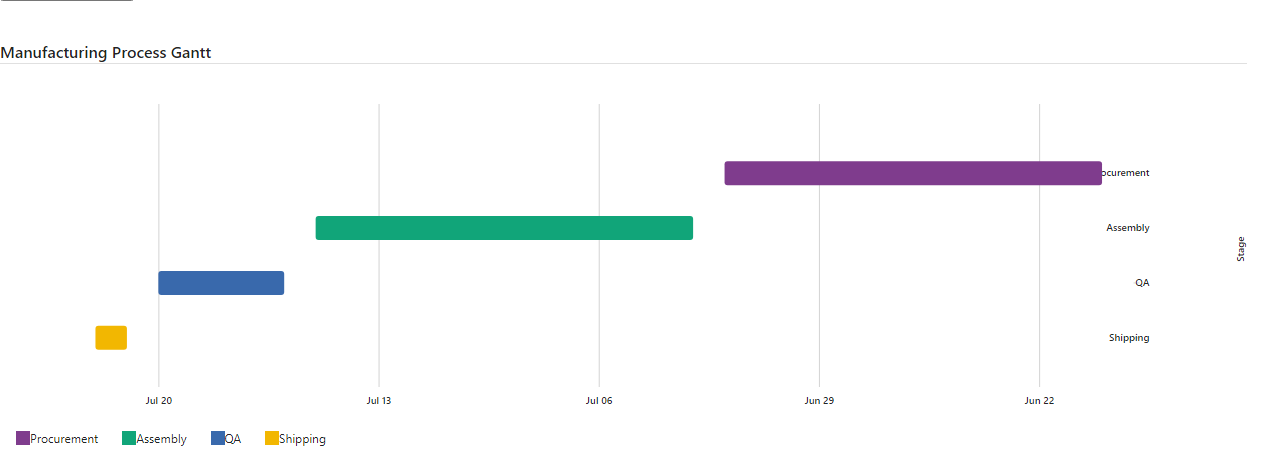 Manufacturing Process Gantt
ocurement
Assembly
Stage
QA
Shipping
Jul 20 Jul 13 Jul 06 Jun 29 Jun 22
Procurement Assembly QA Shipping